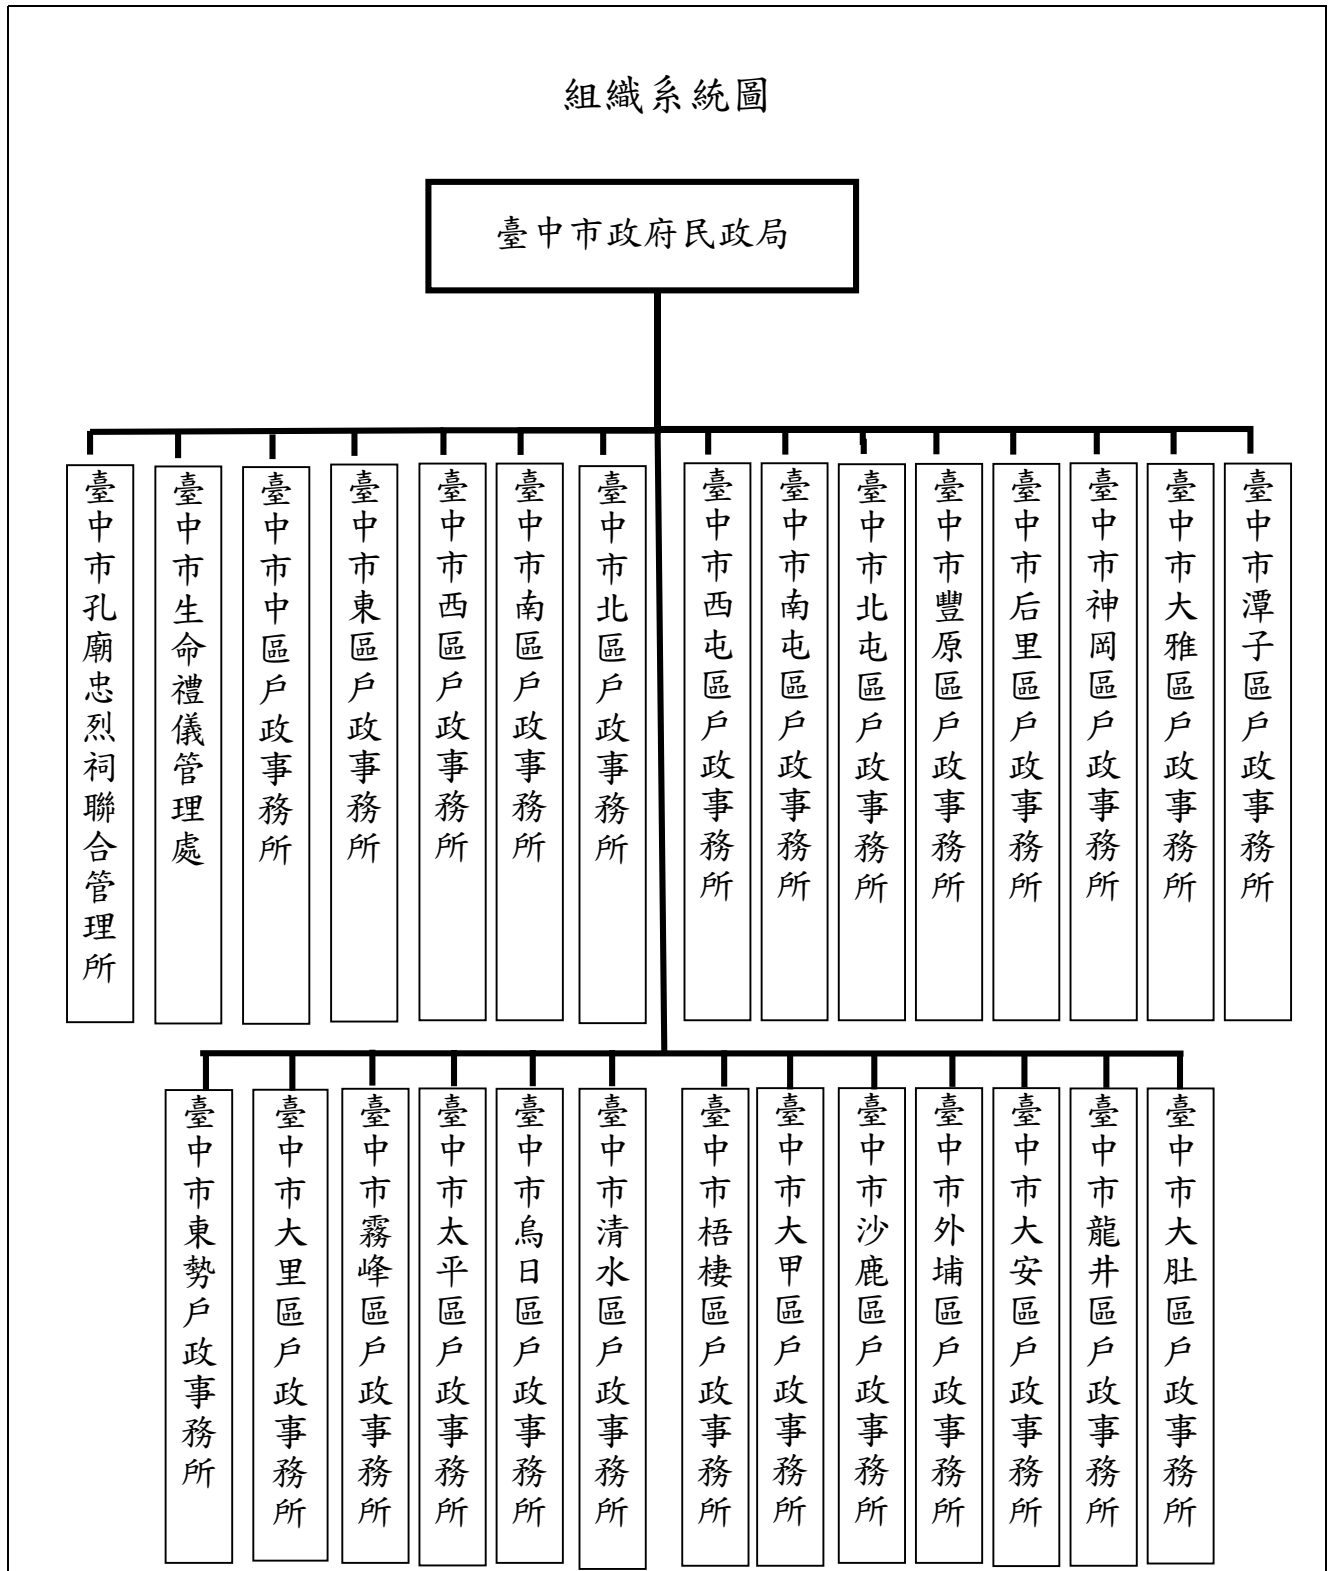 組織系統圖
臺中市政府民政局
臺中市孔廟忠烈祠聯合管理所
臺中市生命禮儀管理處
臺中市中區戶政事務所
臺中市東區戶政事務所
臺中市西區戶政事務所
臺中市南區戶政事務所
臺中市北區戶政事務所
臺中市西屯區戶政事務所
臺中市南屯區戶政事務所
臺中市北屯區戶政事務所
臺中市豐原區戶政事務所
臺中市后里區戶政事務所
臺中市神岡區戶政事務所
臺中市大雅區戶政事務所
臺中市潭子區戶政事務所
臺中市東勢戶政事務所
臺中市大里區戶政事務所
臺中市霧峰區戶政事務所
臺中市太平區戶政事務所
臺中市烏日區戶政事務所
臺中市清水區戶政事務所
臺中市梧棲區戶政事務所
臺中市大甲區戶政事務所
臺中市沙鹿區戶政事務所
臺中市外埔區戶政事務所
臺中市大安區戶政事務所
臺中市龍井區戶政事務所
臺中市大肚區戶政事務所